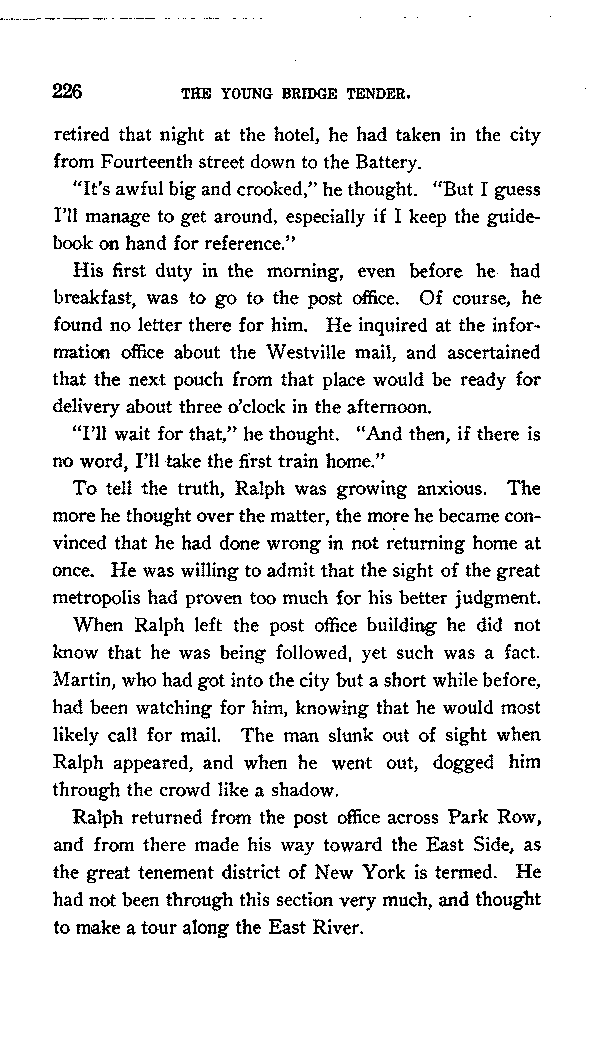 226 THE YOUNG BRIDGE TENDER.
retired that night at the hotel, he had taken in the city
from Fourteenth street down to the Battery.
"It's awful big and crooked," he thought. "But I guess
I'll manage to get around, especially if I keep the guide-
book on hand for reference."
His first duty in the morning, even before he had
breakfast, was to go to the post office. Of course, he
found no letter there for him. He inquired at the infor-
mation office about the Westville mail, and ascertained
that the next pouch from that place would be ready for
delivery about three o'clock in the afternoon.
"I'll wait for that," he thought. "And then, if there is
no word, I'll take the first train home."
To tell the truth, Ralph was growing anxious. The
more he thought over the matter, the more he became con-
vinced that he had done wrong in not returning home at
once. He was willing to admit that the sight of the great
metropolis had proven too much for his better judgment.
When Ralph left the post office building he did not
know that he was being followed, yet such was a fact.
Martin, who had got into the city but a short while before,
had been watching for him, knowing that he would most
likely call for mail. The man slunk out of sight when
Ralph appeared, and when he went out, dogged him
through the crowd like a shadow.
Ralph returned from the post office across Park Row,
and from there made his way toward the East Side, as
the great tenement district of New York is termed. He
had not been through this section very much, and thought
to make a tour along the East River.